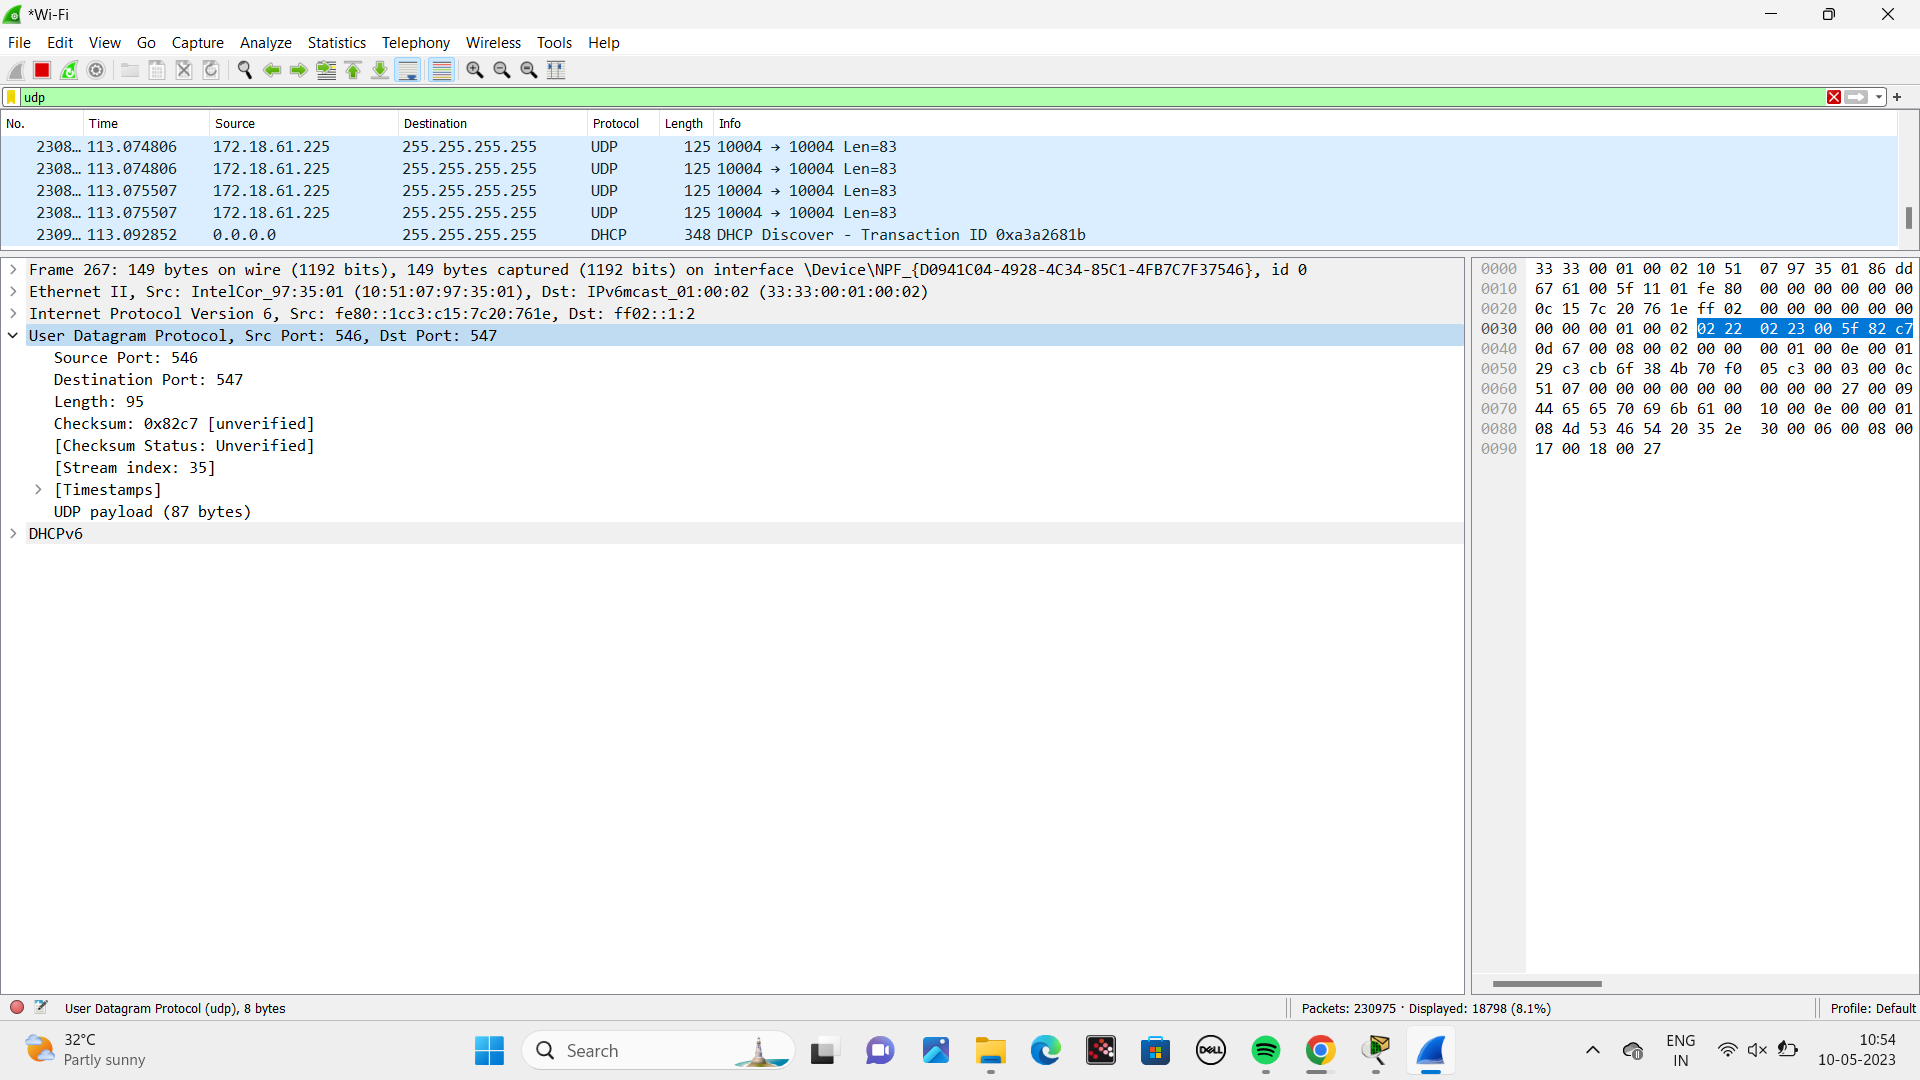 *Wi-Fi
File Edit View Go Capture Analyze Statistics Telephony Wireless Tools Help
udp
No. Time Source Destination Protocol Length Info
2308… 113.074806 172.18.61.225 255.255.255.255 UDP 125 10004 → 10004 Len=83
2308… 113.074806 172.18.61.225 255.255.255.255 UDP 125 10004 → 10004 Len=83
2308… 113.075507 172.18.61.225 255.255.255.255 UDP 125 10004 → 10004 Len=83
2308… 113.075507 172.18.61.225 255.255.255.255 UDP 125 10004 → 10004 Len=83
2309… 113.092852 0.0.0.0 255.255.255.255 DHCP 348 DHCP Discover - Transaction ID 0xa3a2681b
Frame 267: 149 bytes on wire (1192 bits), 149 bytes captured (1192 bits) on interface \Device\NPF_{D0941C04-4928-4C34-85C1-4FB7C7F37546}, id 0
Ethernet II, Src: IntelCor_97:35:01 (10:51:07:97:35:01), Dst: IPv6mcast_01:00:02 (33:33:00:01:00:02)
Internet Protocol Version 6, Src: fe80::1cc3:c15:7c20:761e, Dst: ff02::1:2
User Datagram Protocol, Src Port: 546, Dst Port: 547
Source Port: 546
Destination Port: 547
Length: 95
Checksum: 0x82c7 [unverified]
[Checksum Status: Unverified]
[Stream index: 35]
[Timestamps]
UDP payload (87 bytes)
DHCPv6
0000 33 33 00 01 00 02 10 51 07 97 35 01 86 dd
0010 67 61 00 5f 11 01 fe 80 00 00 00 00 00 00
0020 0c 15 7c 20 76 1e ff 02 00 00 00 00 00 00
0030 00 00 00 01 00 02 02 22 02 23 00 5f 82 c7
0040 0d 67 00 08 00 02 00 00 00 01 00 0e 00 01
0050 29 c3 cb 6f 38 4b 70 f0 05 c3 00 03 00 0c
0060 51 07 00 00 00 00 00 00 00 00 00 27 00 09
0070 44 65 65 70 69 6b 61 00 10 00 0e 00 00 01
0080 08 4d 53 46 54 20 35 2e 30 00 06 00 08 00
0090 17 00 18 00 27
User Datagram Protocol (udp), 8 bytes
Packets: 230975 · Displayed: 18798 (8.1%)
Profile: Default
32°C
Partly sunny
Search
DELL
ENG
IN
10:54
10-05-2023